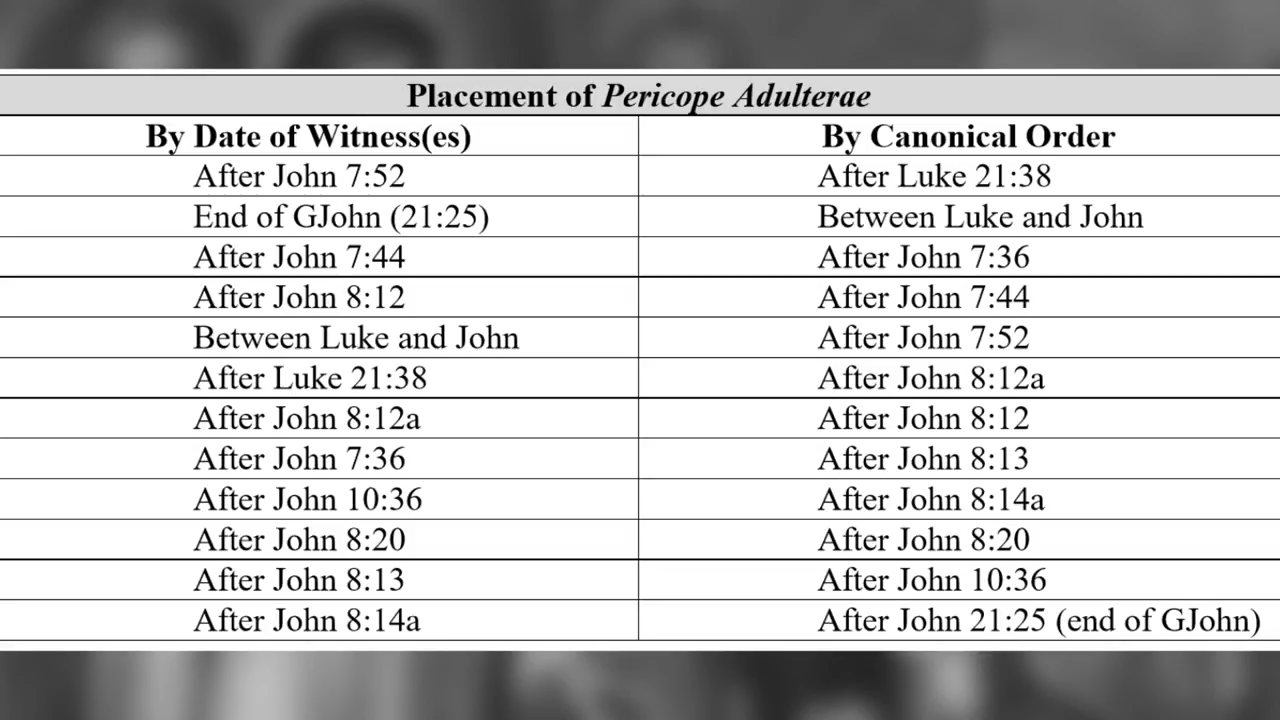 Placement of Pericope Adulterae
By Date of Witness(es) By Canonical Order
After John 7:52 After Luke 21:38
End of GJohn (21:25) Between Luke and John
After John 7:44 After John 7:36
After John 8:12 After John 7:44
Between Luke and John After John 7:52
After Luke 21:38 After John 8:12a
After John 8:12a After John 8:12
After John 7:36 After John 8:13
After John 10:36 After John 8:14a
After John 8:20 After John 8:20
After John 8:13 After John 10:36
After John 8:14a After John 21:25 (end of GJohn)